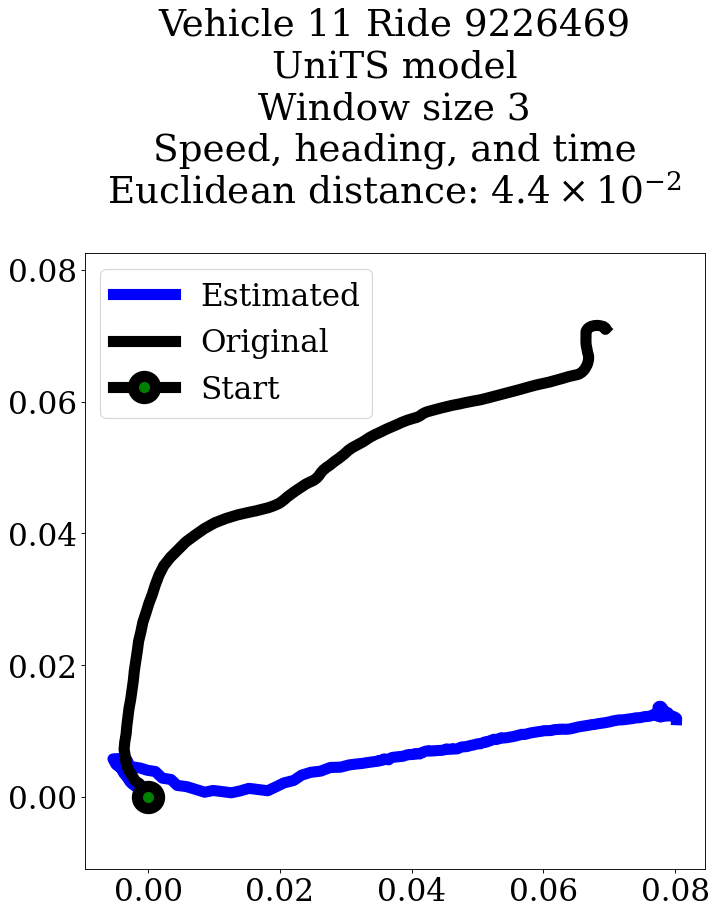 Vehicle 11 Ride 9226469
UniTS model
Window size 3
Speed, heading, and time
Euclidean distance: 4.4 × 10⁻²
0.08
0.06
0.04
0.02
0.00
Estimated
Original
Start
0.00 0.02 0.04 0.06 0.08